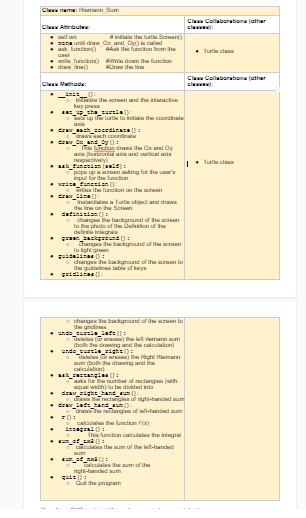 Class name: Riemann_Sum
Class Attributes:
Class Collaborations (other
classes):
self.wn # initiate the turtle.Screen()
none until draw_Ox_and_Oy() is called
ask_function() #Ask the function from the
user
write_function() #Write down the function
draw_line() #Draw the line
Turtle class
Class Methods:
Class Collaborations (other
classes):
__init__():
initialize the screen and the interactive
key press
set_up_the_turtle():
sets up the turtle to initiate the coordinate
axis
draw_each_coordinate():
draws each coordinate
draw_Ox_and_Oy():
This function draws the Ox and Oy
axis (horizontal axis and vertical axis
respectively)
ask_function(self):
pops up a screen asking for the user's
input for the function
write_function():
writes the function on the screen
draw_line():
Instantiates a Turtle object and draws
the line on the Screen
definition():
changes the background of the screen
to the photo of the Definition of the
definite integrals
green_background():
changes the background of the screen
to light green
guidelines():
changes the background of the screen to
the guidelines table of keys
gridlines():
Turtle class
changes the background of the screen to
the gridlines
undo_turtle_left():
deletes (or erases) the left riemann sum
(both the drawing and the calculation)
undo_turtle_right():
deletes (or erases) the Right Riemann
sum (both the drawing and the
calculation)
ask_rectangles():
asks for the number of rectangles (with
equal width) to be divided into
draw_right_hand_sum():
draws the rectangles of right-handed sum
draw_left_hand_sum():
draws the rectangles of left-handed sum
F():
calculates the function F(x)
integral():
This function calculates the integral
calculates the sum of the left-handed
sum
calculates the sum of the
right-handed sum
quit():
Quit the program